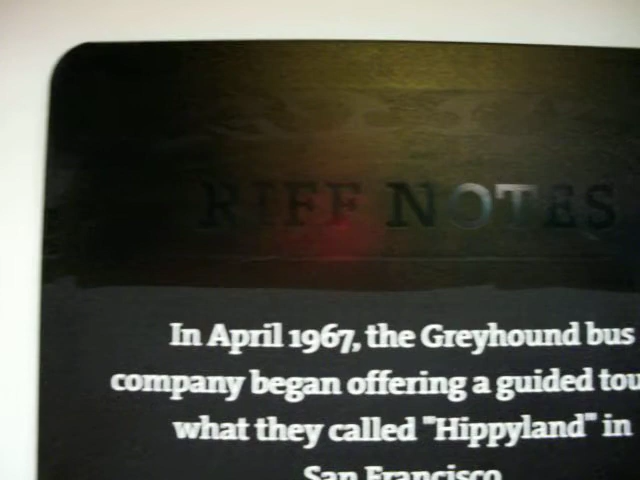 RIFF NOTES
In April 1967, the Greyhound bus
company began offering a guided tou
what they called "Hippyland" in
San Francisco